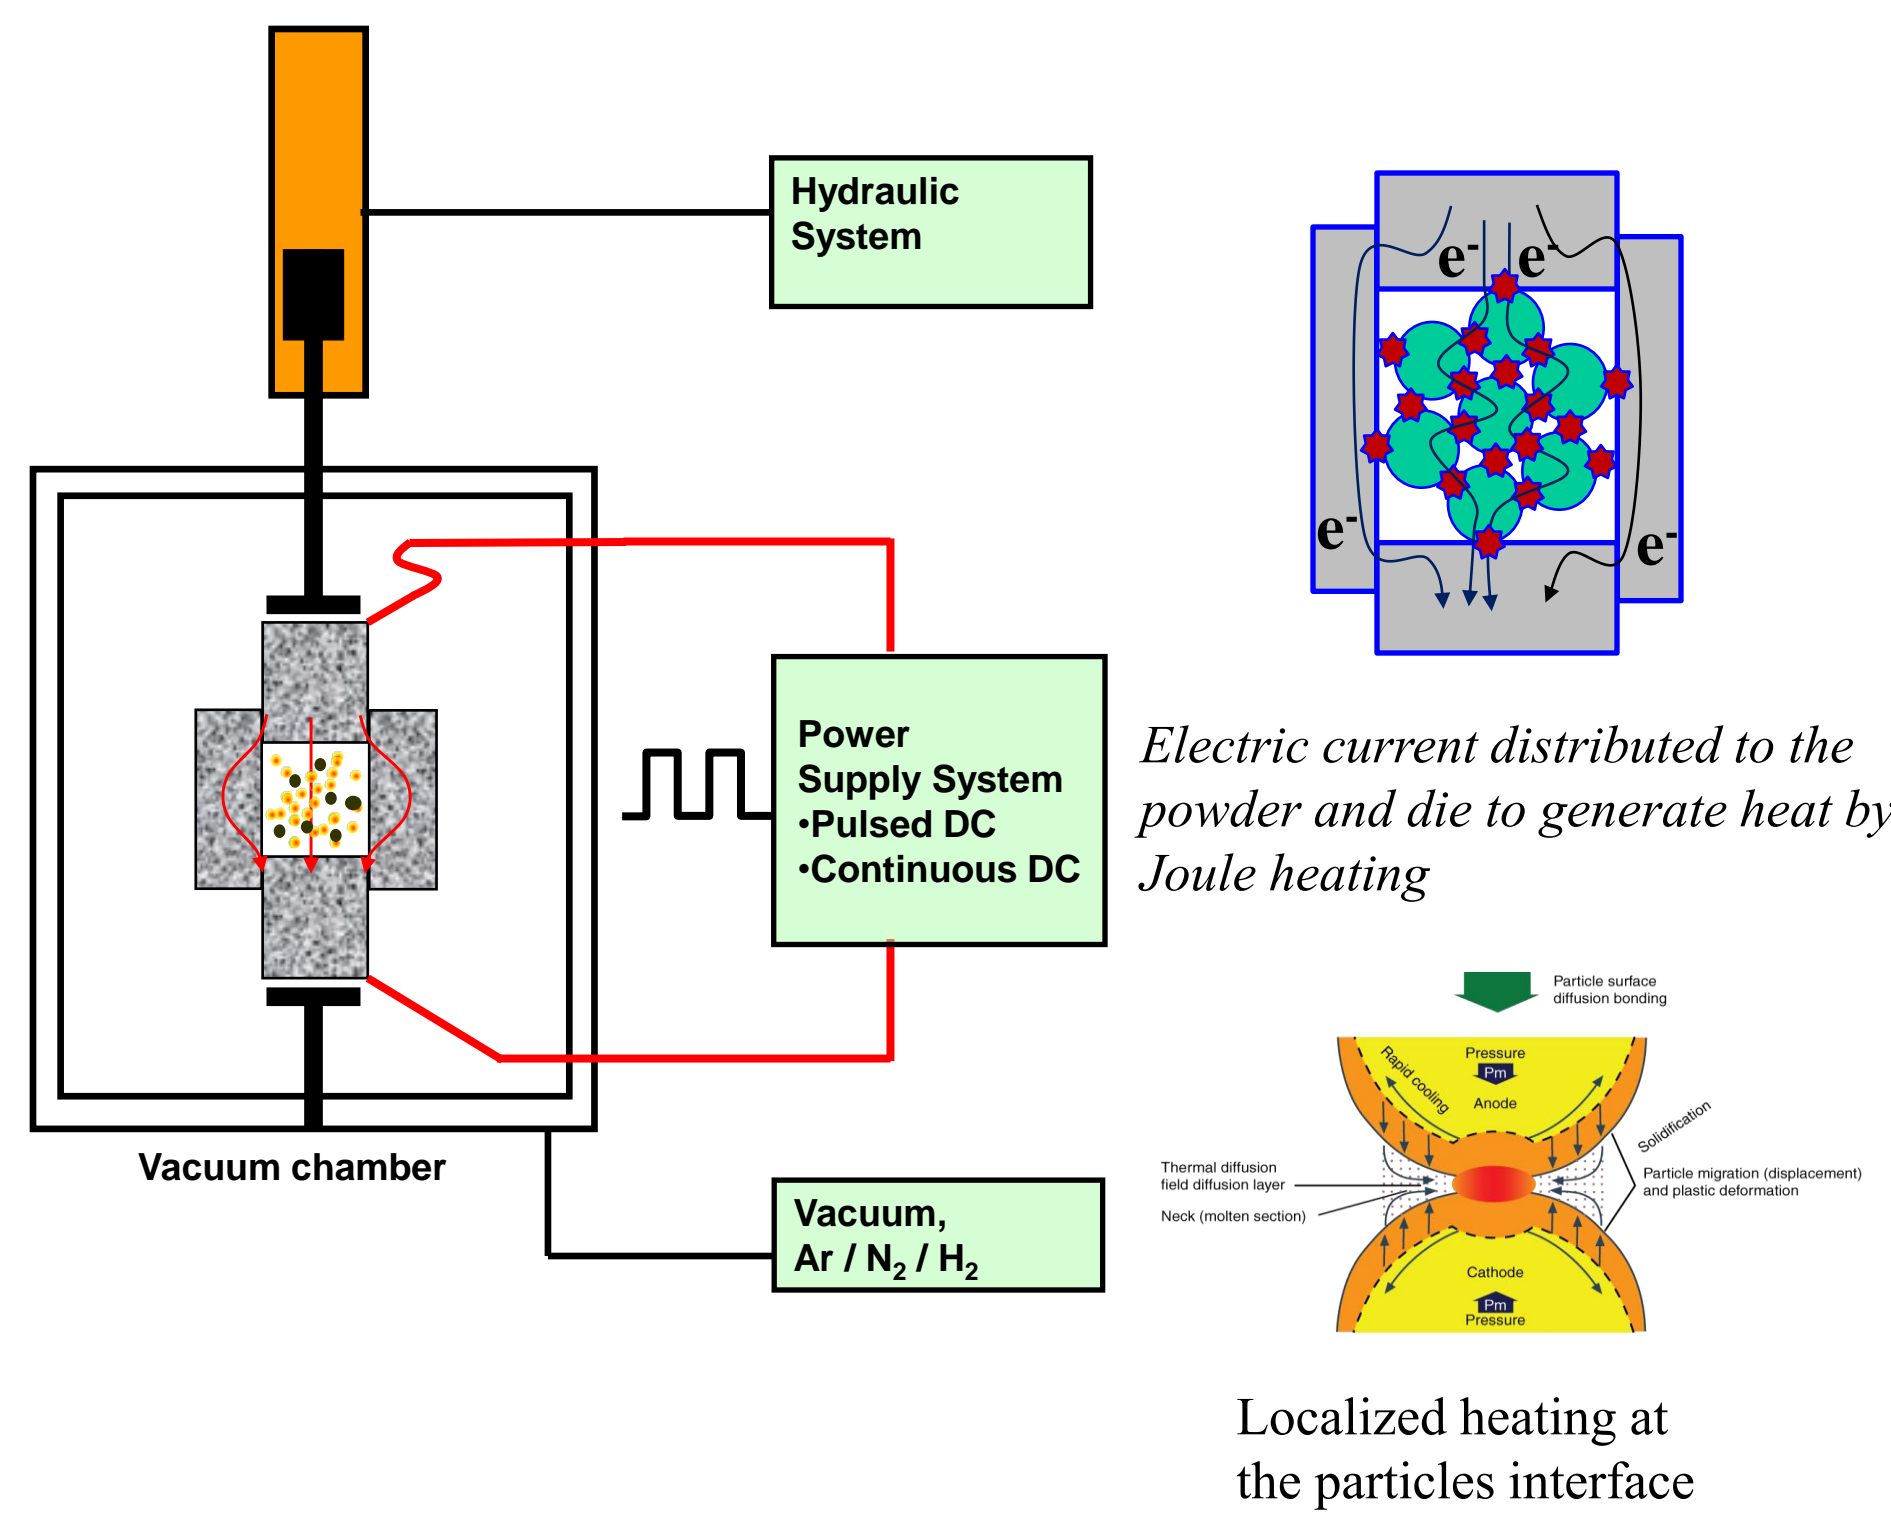 Hydraulic
System
e-
e-
e-
e-
Power
Supply System
•Pulsed DC
•Continuous DC
Electric current distributed to the
powder and die to generate heat by
Joule heating
Vacuum chamber
Vacuum,
Ar / N2 / H2
Particle surface
diffusion bonding
Pressure
Pm
Rapid cooling
Anode
Solidification
Thermal diffusion
field diffusion layer
Particle migration (displacement)
and plastic deformation
Neck (molten section)
Cathode
Pm
Pressure
Localized heating at
the particles interface